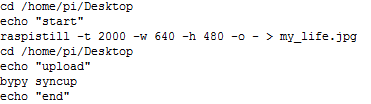 cd /home/pi/Desktop
echo "start"
raspistill -t 2000 -w 640 -h 480 -o - > my_life.jpg
cd /home/pi/Desktop
echo "upload"
bypy syncup
echo "end"